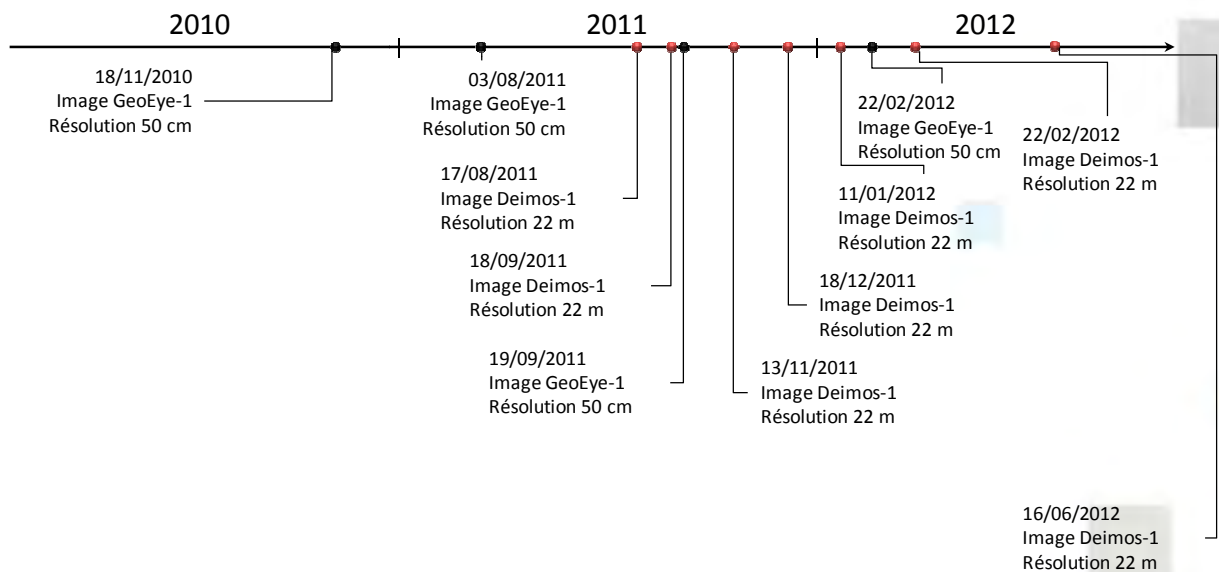 2010
2011
2012
18/11/2010
Image GeoEye-1
Résolution 50 cm
03/08/2011
Image GeoEye-1
Résolution 50 cm
17/08/2011
Image Deimos-1
Résolution 22 m
18/09/2011
Image Deimos-1
Résolution 22 m
19/09/2011
Image GeoEye-1
Résolution 50 cm
13/11/2011
Image Deimos-1
Résolution 22 m
18/12/2011
Image Deimos-1
Résolution 22 m
11/01/2012
Image Deimos-1
Résolution 22 m
22/02/2012
Image GeoEye-1
Résolution 50 cm
22/02/2012
Image Deimos-1
Résolution 22 m
16/06/2012
Image Deimos-1
Résolution 22 m